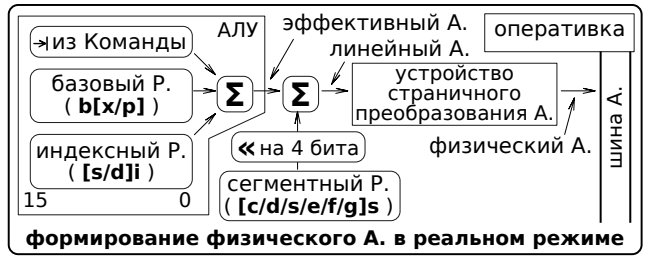 АЛУ
из Команды
базовый Р.
( b[x/p] )
индексный Р.
( [s/d]i )
15 0
Σ
эффективный А.
линейный А.
Σ
« на 4 бита
сегментный Р.
( [c/d/s/e/f/g]s )
устройство
страничного
преобразования А.
физический А.
оперативка
шина А.
формирование физического А. в реальном режиме